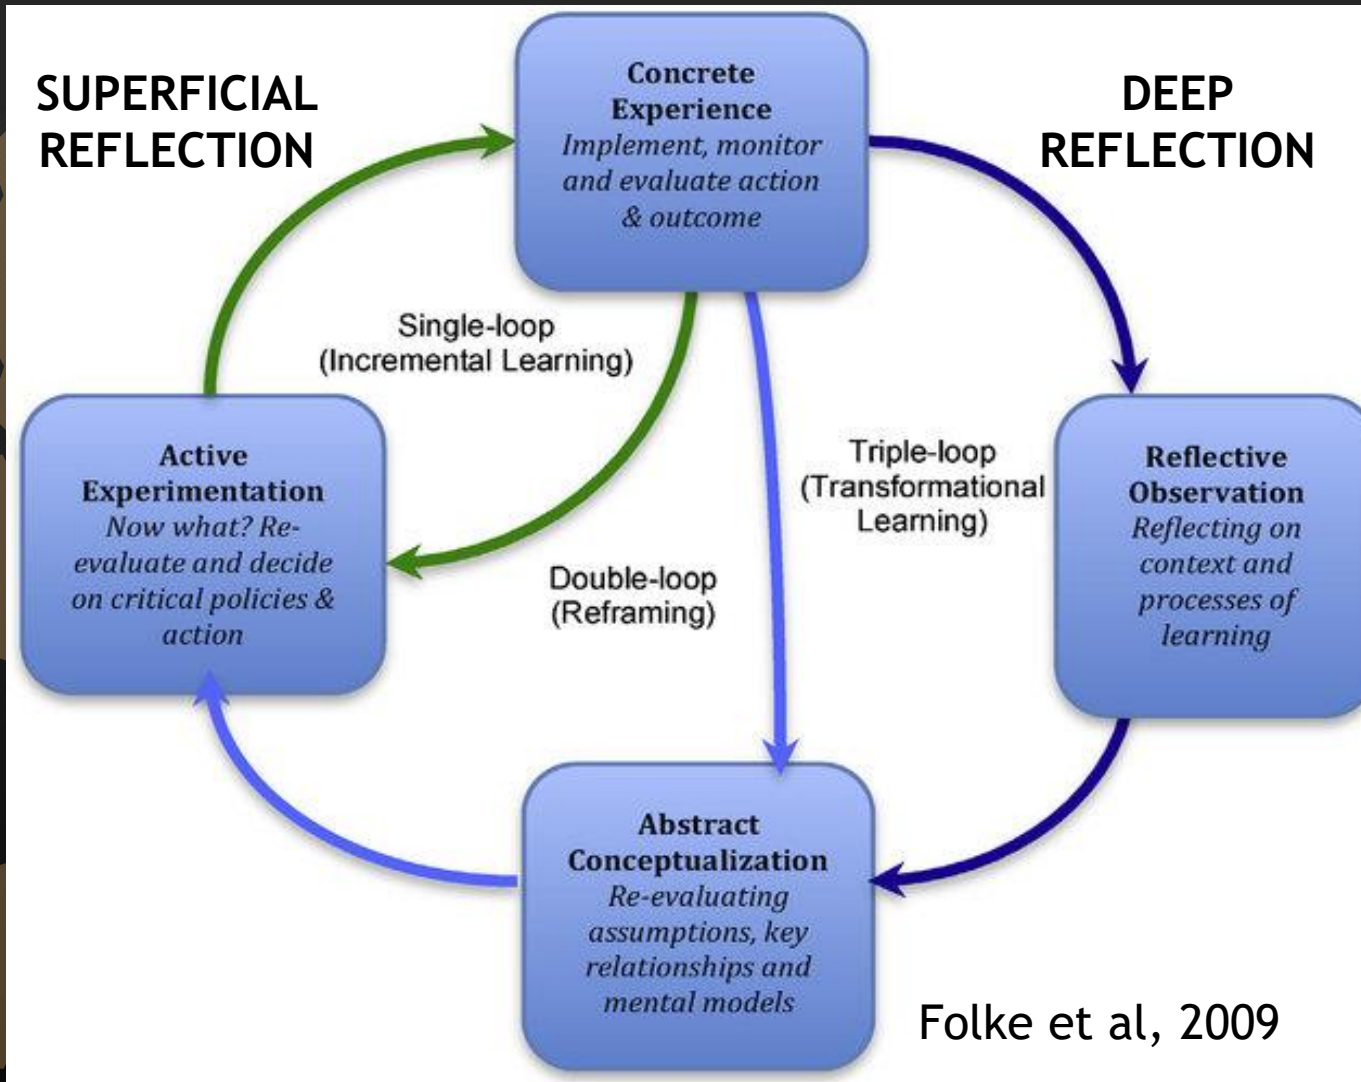 SUPERFICIAL
REFLECTION
DEEP
REFLECTION
Concrete
Experience
Implement, monitor
and evaluate action
& outcome
Single-loop
(Incremental Learning)
Active
Experimentation
Now what? Re-
evaluate and decide
on critical policies &
action
Triple-loop
(Transformational
Learning)
Reflective
Observation
Reflecting on
context and
processes of
learning
Double-loop
(Reframing)
Abstract
Conceptualization
Re-evaluating
assumptions, key
relationships and
mental models
Folke et al, 2009